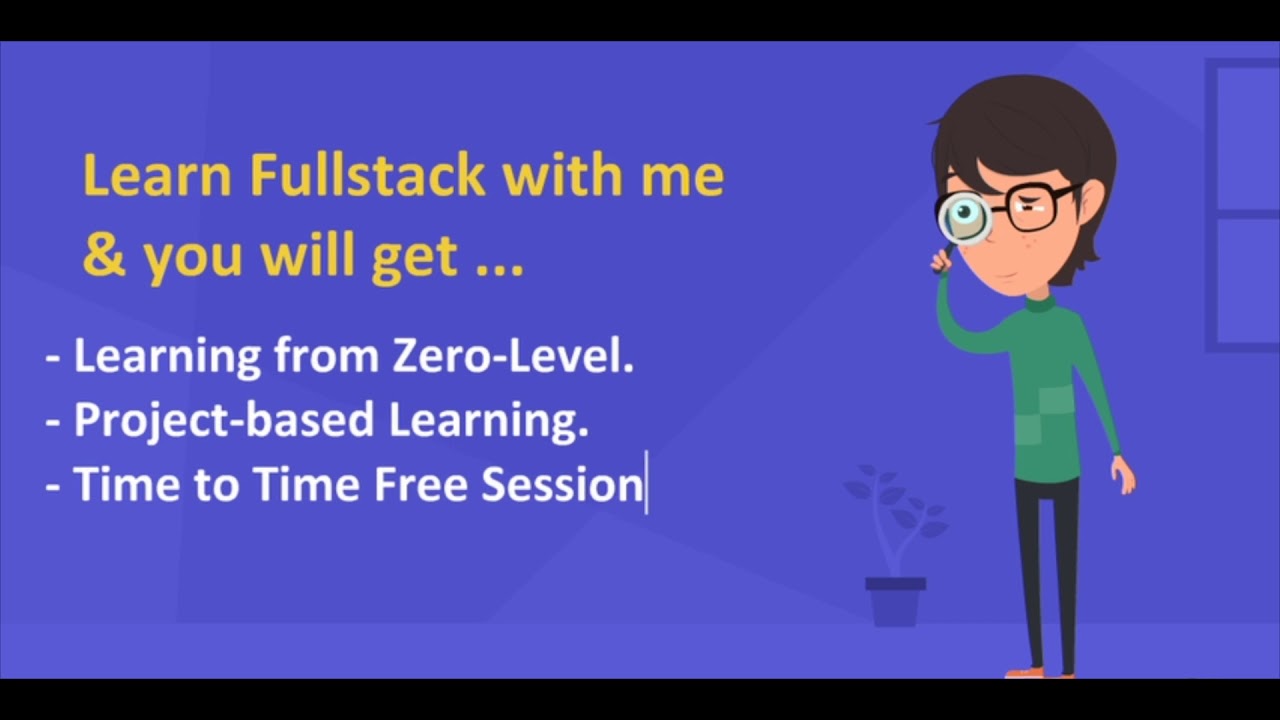 Learn Fullstack with me
& you will get ...
- Learning from Zero-Level.
- Project-based Learning.
- Time to Time Free Session